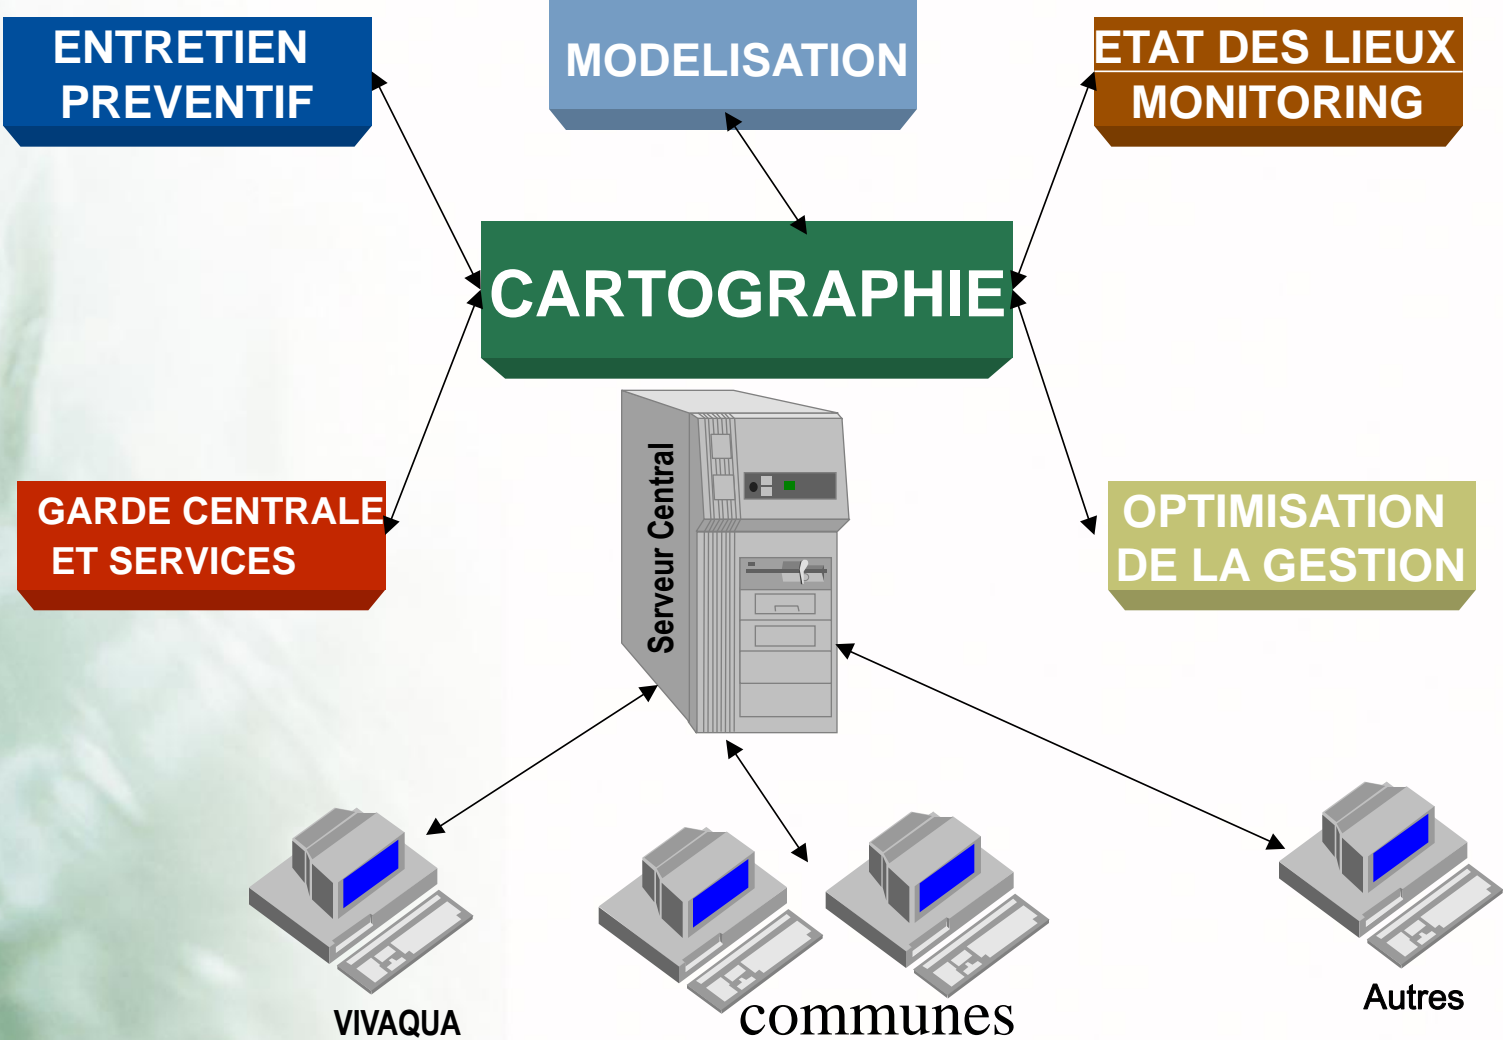 ENTRETIEN
PREVENTIF
MODELISATION
ETAT DES LIEUX
MONITORING
CARTOGRAPHIE
GARDE CENTRALE
ET SERVICES
Serveur Central
OPTIMISATION
DE LA GESTION
VIVAQUA
communes
Autres